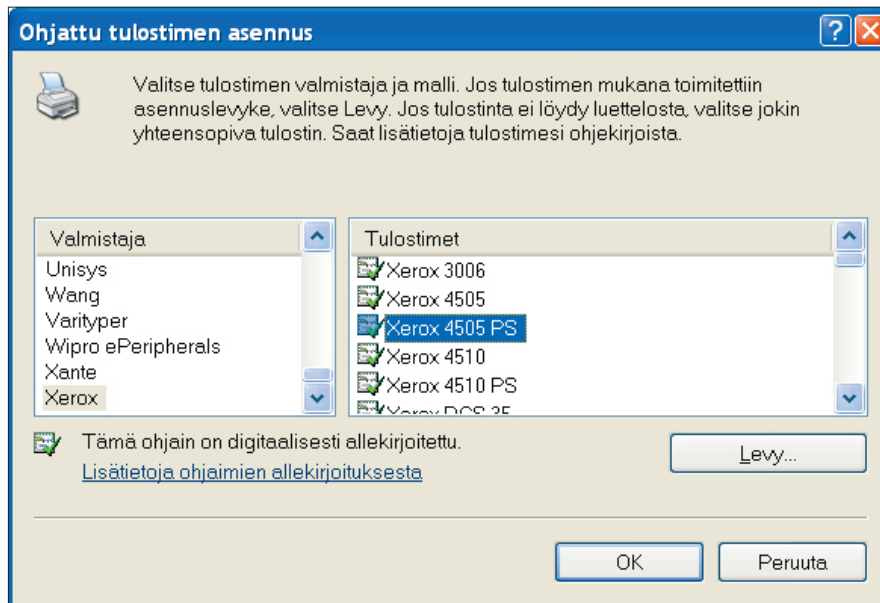 Ohjattu tulostimen asennus
Valitse tulostimen valmistaja ja malli. Jos tulostimen mukana toimitettiin
asennuslevyke, valitse Levy. Jos tulostinta ei löydy luettelosta, valitse jokin
yhteensopiva tulostin. Saat lisätietoja tulostimesi ohjekirjoista.
Valmistaja
Unisys
Wang
Varityper
Wipro ePeripherals
Xante
Xerox
Tulostimet
Xerox 3006
Xerox 4505
Xerox 4505 PS
Xerox 4510
Xerox 4510 PS
Xerox DCS 35
Tämä ohjain on digitaalisesti allekirjoitettu.
Lisätietoja ohjaimien allekirjoituksesta
Levy...
OK
Peruuta